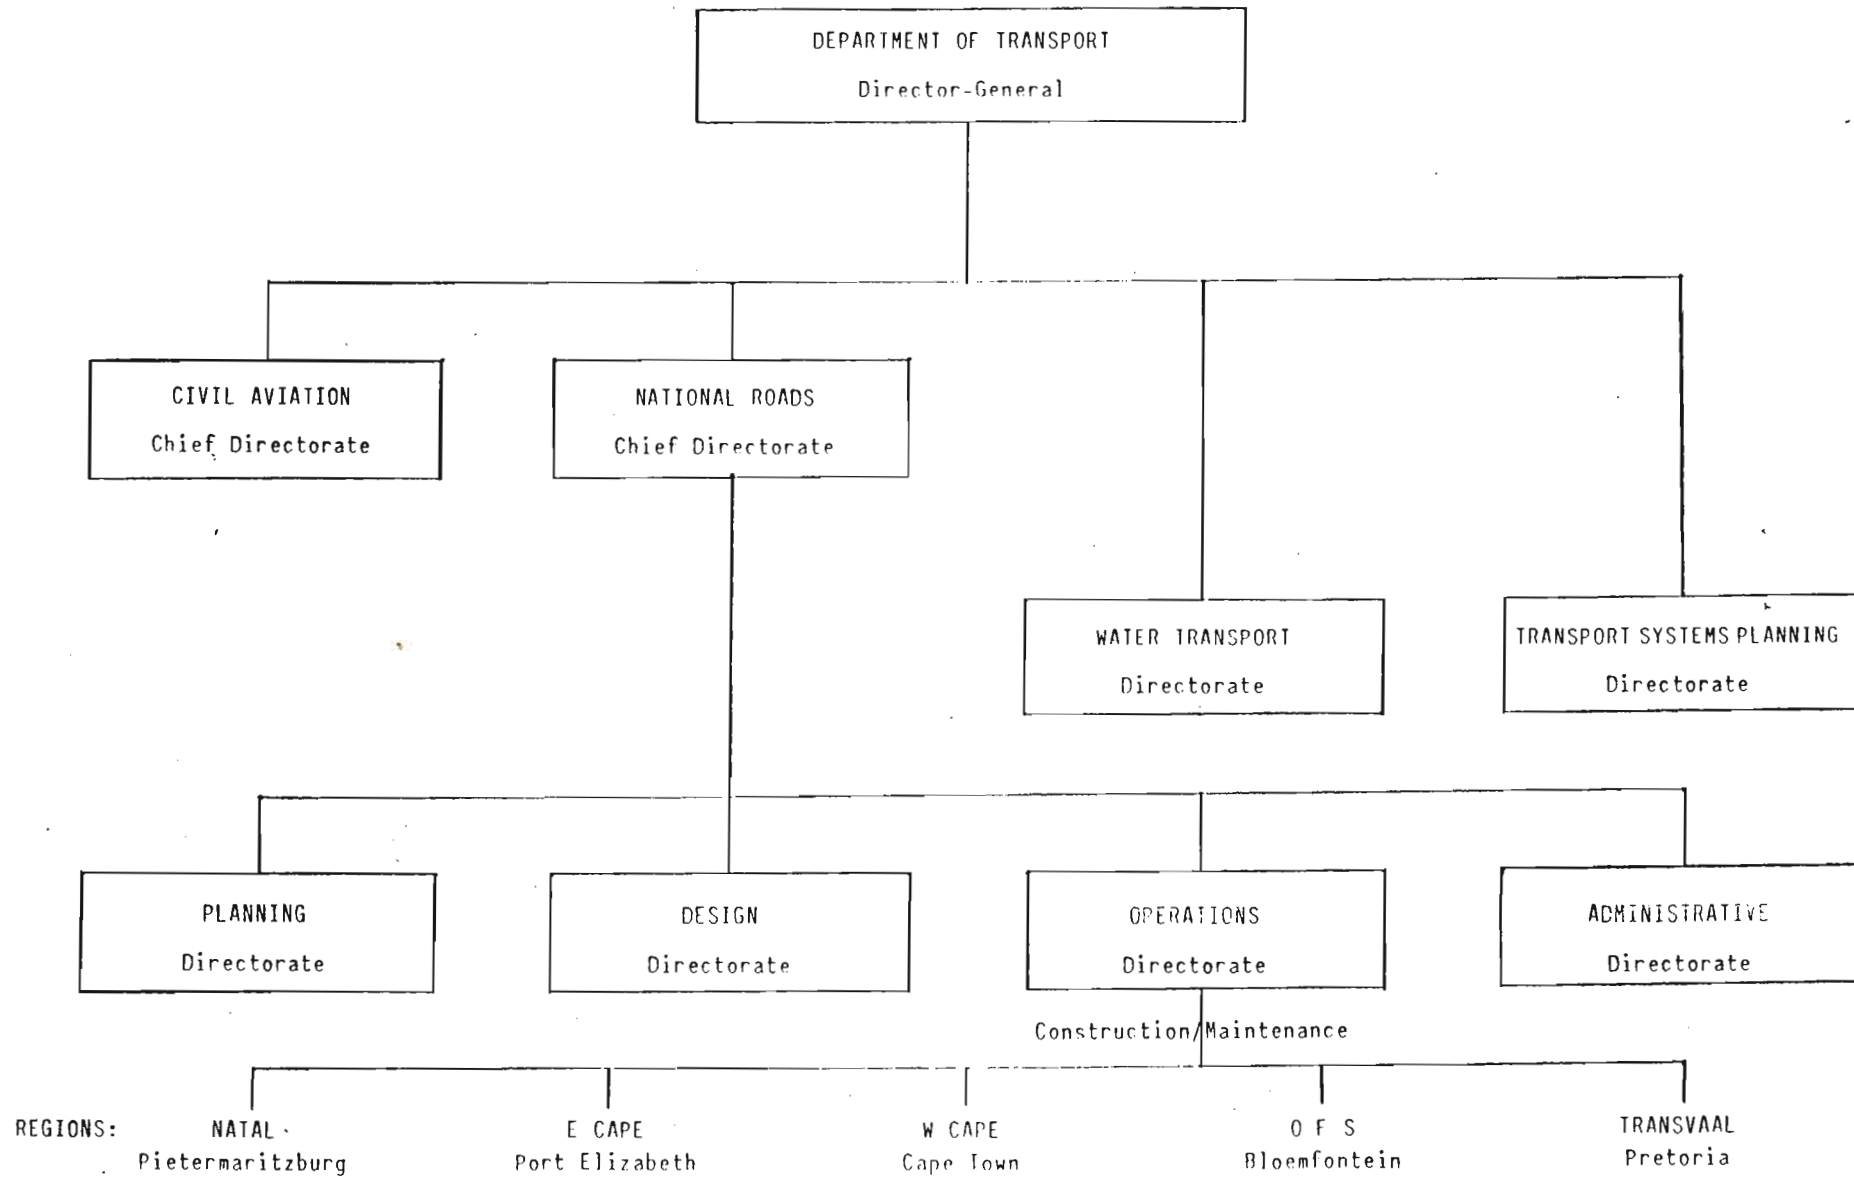 DEPARTMENT OF TRANSPORT
Director-General
CIVIL AVIATION
Chief Directorate
NATIONAL ROADS
Chief Directorate
WATER TRANSPORT
Directorate
TRANSPORT SYSTEMS PLANNING
Directorate
PLANNING
Directorate
DESIGN
Directorate
OPERATIONS
Directorate
ADMINISTRATIVE
Directorate
Construction/Maintenance
REGIONS:
NATAL
Pietermaritzburg
E CAPE
Port Elizabeth
W CAPE
Cape Town
O F S
Bloemfontein
TRANSVAAL
Pretoria